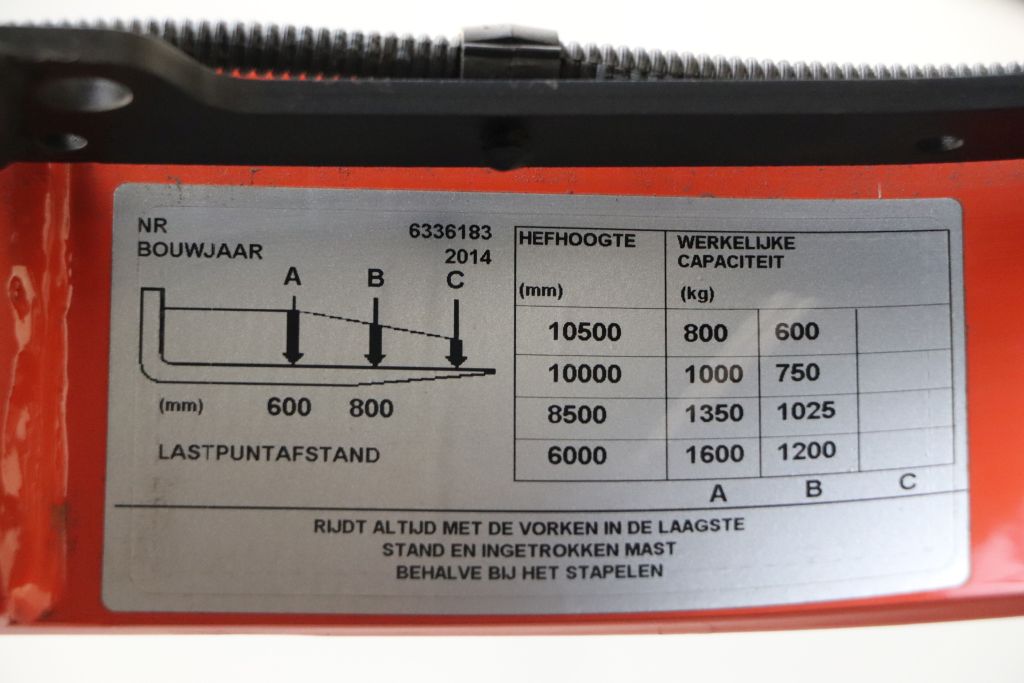 NR 6336183
BOUWJAAR 2014
A B C
(mm) 600 800
LASTPUNTAFSTAND
HEFHOOGTE WERKELIJKE
CAPACITEIT
(mm) (kg)
10500 800 600
10000 1000 750
8500 1350 1025
6000 1600 1200
A B C
RIJDT ALTIJD MET DE VORKEN IN DE LAAGSTE
STAND EN INGETROKKEN MAST
BEHALVE BIJ HET STAPELEN